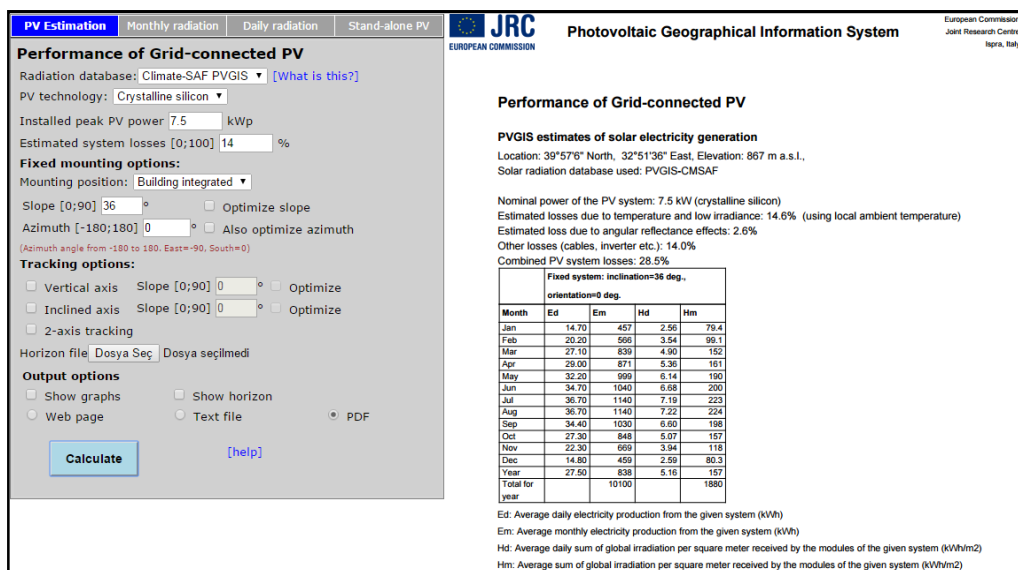 PV Estimation Monthly radiation Daily radiation Stand-alone PV
Performance of Grid-connected PV
Radiation database: Climate-SAF PVGIS [What is this?]
PV technology: Crystalline silicon
Installed peak PV power 7.5 kWp
Estimated system losses [0;100] 14 %
Fixed mounting options:
Mounting position: Building integrated
Slope [0;90] 36 ° Optimize slope
Azimuth [-180;180] 0 ° Also optimize azimuth
(Azimuth angle from -180 to 180. East=-90, South=0)
Tracking options:
Vertical axis Slope [0;90] 0 ° Optimize
Inclined axis Slope [0;90] 0 ° Optimize
2-axis tracking
Horizon file Dosya Seç Dosya seçilmedi
Output options
Show graphs Show horizon
Web page Text file PDF
Calculate [help]
JRC
EUROPEAN COMMISSION
Photovoltaic Geographical Information System
European Commission
Joint Research Centre
Ispra, Italy
Performance of Grid-connected PV
PVGIS estimates of solar electricity generation
Location: 39°57'6" North, 32°51'36" East, Elevation: 867 m a.s.l.,
Solar radiation database used: PVGIS-CMSAF
Nominal power of the PV system: 7.5 kW (crystalline silicon)
Estimated losses due to temperature and low irradiance: 14.6% (using local ambient temperature)
Estimated loss due to angular reflectance effects: 2.6%
Other losses (cables, inverter etc.): 14.0%
Combined PV system losses: 28.5%
Fixed system: inclination=36 deg.,
orientation=0 deg.
Month Ed Em Hd Hm
Jan 14.70 457 2.56 79.4
Feb 20.20 566 3.54 99.1
Mar 27.10 839 4.90 152
Apr 29.00 871 5.36 161
May 32.20 999 6.14 190
Jun 34.70 1040 6.68 200
Jul 36.70 1140 7.19 223
Aug 36.70 1140 7.22 224
Sep 34.40 1030 6.60 198
Oct 27.30 848 5.07 157
Nov 22.30 669 3.94 118
Dec 14.80 459 2.59 80.3
Year 27.50 838 5.16 157
Total for year 10100 1880
Ed: Average daily electricity production from the given system (kWh)
Em: Average monthly electricity production from the given system (kWh)
Hd: Average daily sum of global irradiation per square meter received by the modules of the given system (kWh/m2)
Hm: Average sum of global irradiation per square meter received by the modules of the given system (kWh/m2)